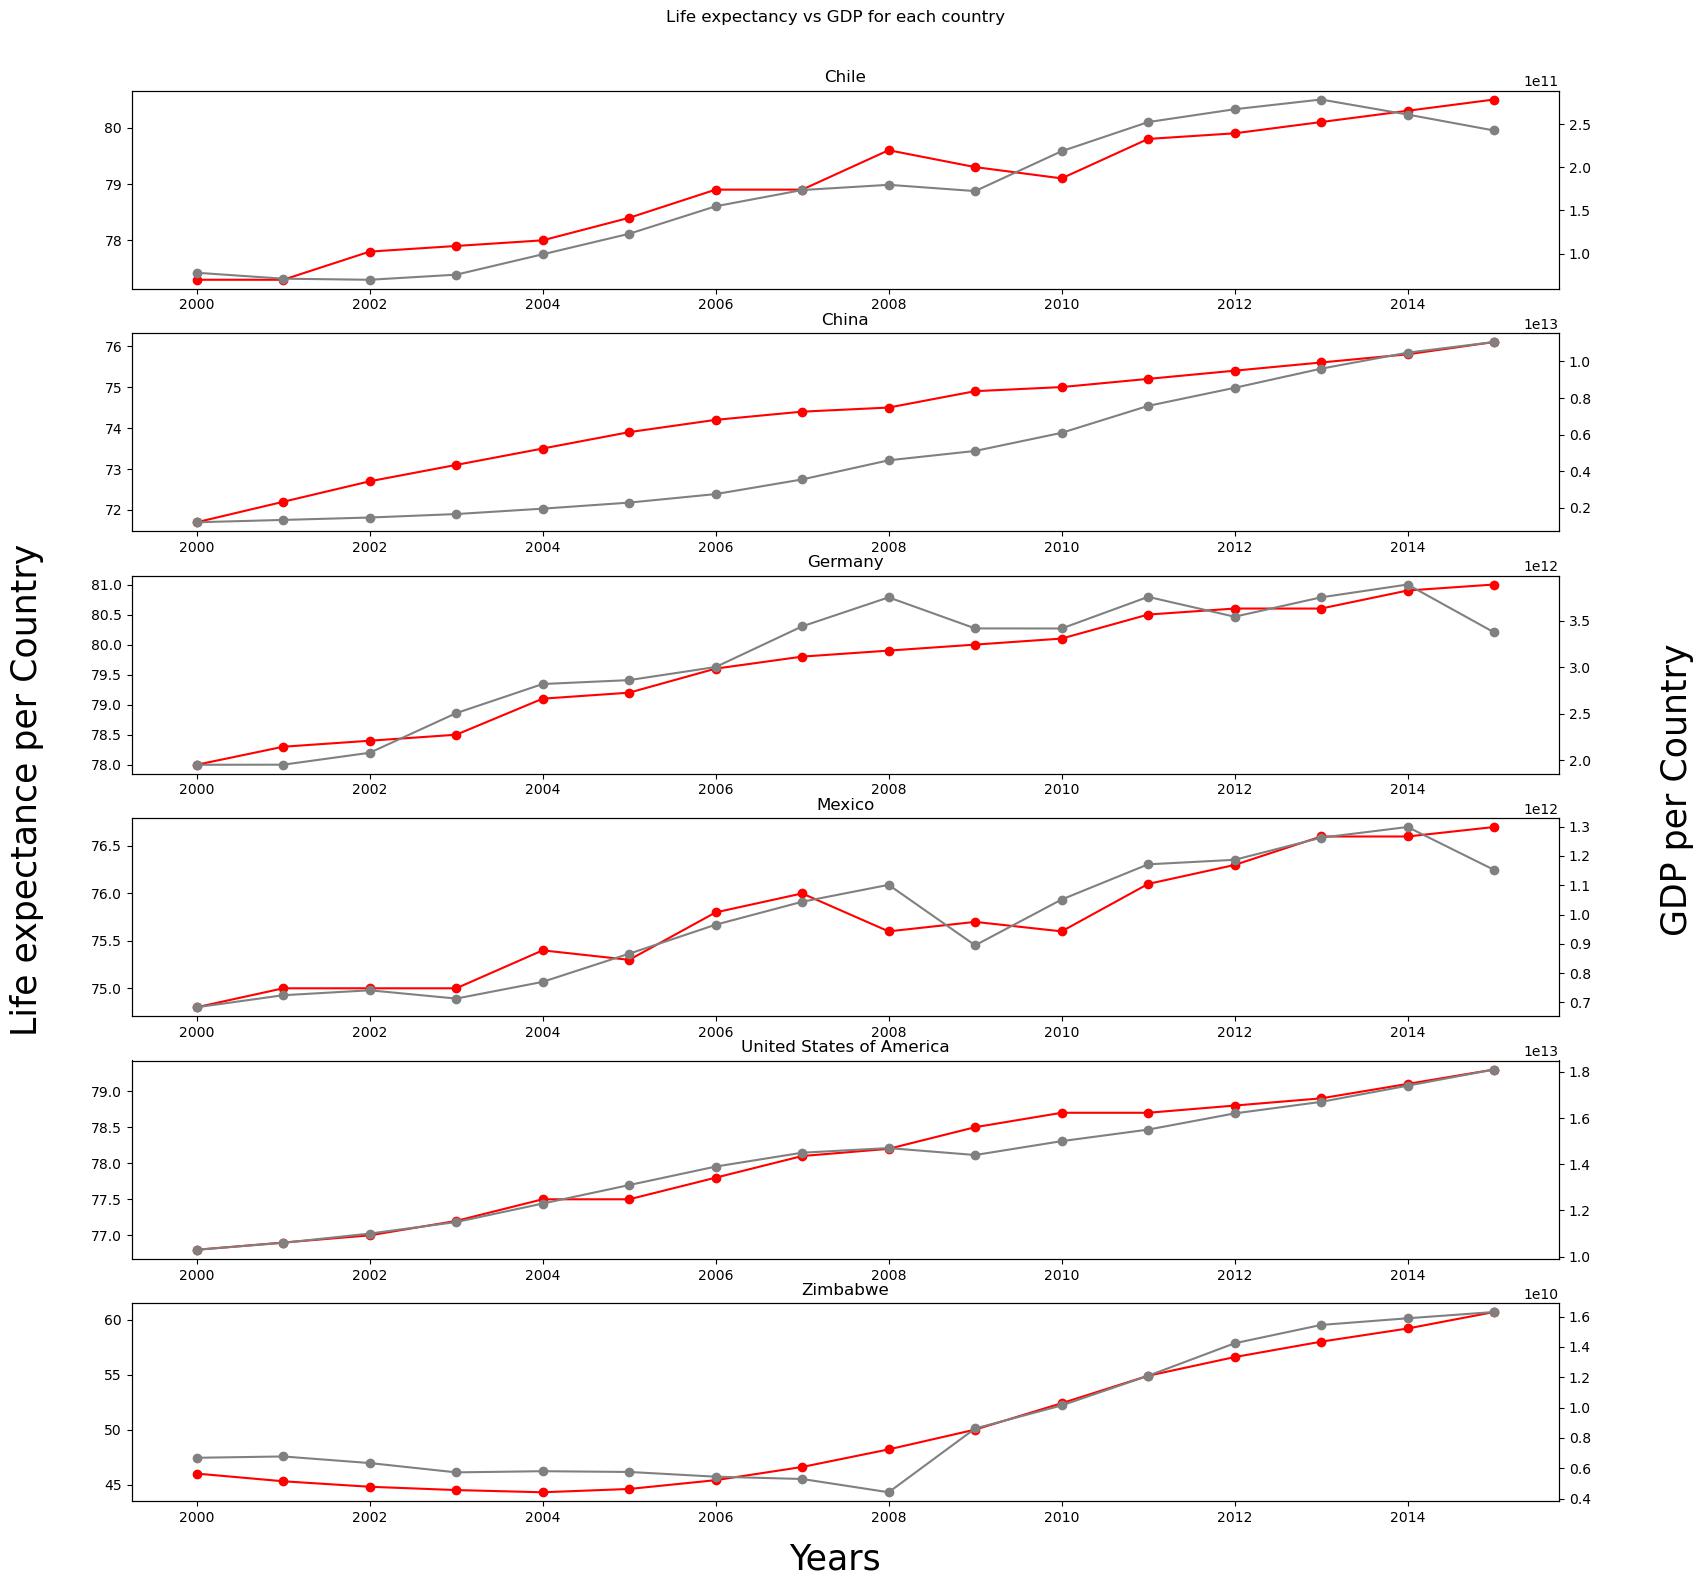 Life expectancy vs GDP for each country
Chile
1e11
80
79
78
2.5
2.0
1.5
1.0
2000 2002 2004 2006 2008 2010 2012 2014
China
1e13
76
75
74
73
72
1.0
0.8
0.6
0.4
0.2
2000 2002 2004 2006 2008 2010 2012 2014
Germany
1e12
81.0
80.5
80.0
79.5
79.0
78.5
78.0
3.5
3.0
2.5
2.0
2000 2002 2004 2006 2008 2010 2012 2014
Mexico
1e12
76.5
76.0
75.5
75.0
1.3
1.2
1.1
1.0
0.9
0.8
0.7
2000 2002 2004 2006 2008 2010 2012 2014
United States of America
1e13
79.0
78.5
78.0
77.5
77.0
1.8
1.6
1.4
1.2
1.0
2000 2002 2004 2006 2008 2010 2012 2014
Zimbabwe
1e10
60
55
50
45
1.6
1.4
1.2
1.0
0.8
0.6
0.4
2000 2002 2004 2006 2008 2010 2012 2014
Life expectance per Country
GDP per Country
Years